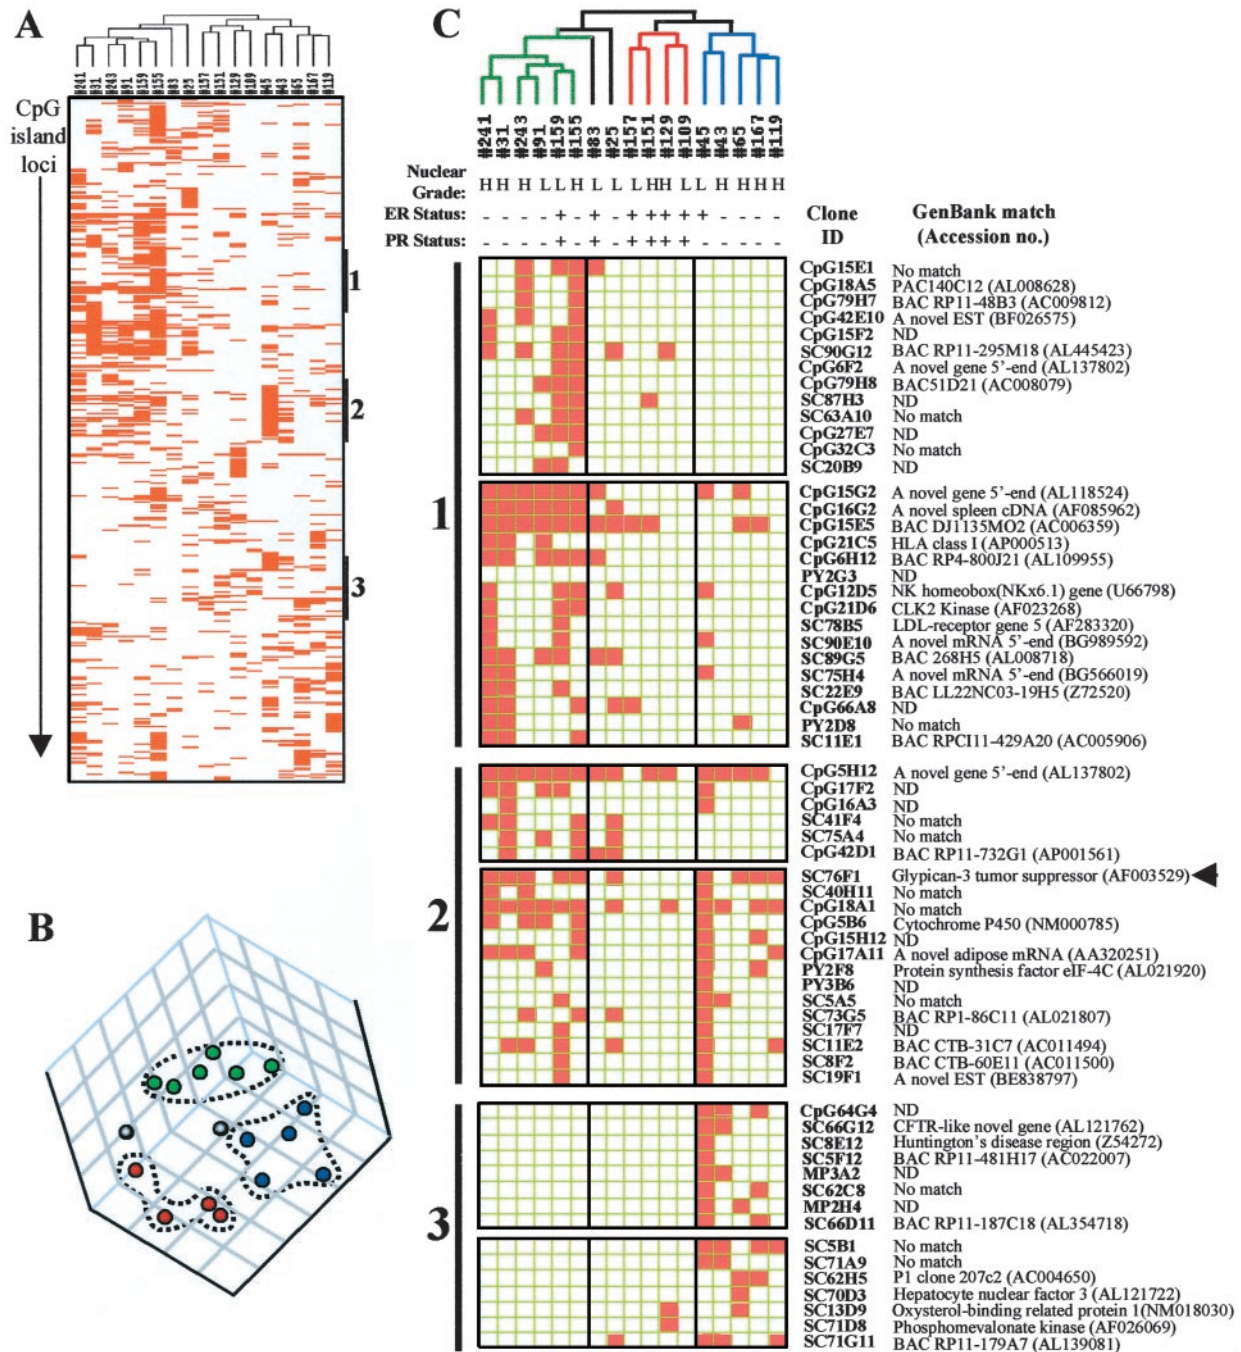 A
#241 #31 #243 #91 #159 #155 #83 #25 #157 #151 #129 #109 #45 #43 #65 #167 #119
CpG
island
loci
1
2
3
B
C
#241 #31 #243 #91 #159 #155 #83 #25 #157 #151 #129 #109 #45 #43 #65 #167 #119
Nuclear
Grade: H H H L L H L L L H H L L H H H H
ER Status: - - - - + - + - + + + + + - - - -
PR Status: - - - - + - + - + + + + - - - - -
Clone
ID
GenBank match
(Accession no.)
1
CpG15E1 No match
CpG18A5 PAC140C12 (AL008628)
CpG79H7 BAC RP11-48B3 (AC009812)
CpG42E10 A novel EST (BF026575)
CpG15F2 ND
SC90G12 BAC RP11-295M18 (AL445423)
CpG6F2 A novel gene 5'-end (AL137802)
CpG79H8 BAC51D21 (AC008079)
SC87H3 ND
SC63A10 No match
CpG27E7 ND
CpG32C3 No match
SC20B9 ND
CpG15G2 A novel gene 5'-end (AL118524)
CpG16G2 A novel spleen cDNA (AF085962)
CpG15E5 BAC DJ1135MO2 (AC006359)
CpG21C5 HLA class I (AP000513)
CpG6H12 BAC RP4-800J21 (AL109955)
PY2G3 ND
CpG12D5 NK homeobox(NKx6.1) gene (U66798)
CpG21D6 CLK2 Kinase (AF023268)
SC78B5 LDL-receptor gene 5 (AF283320)
SC90E10 A novel mRNA 5'-end (BG989592)
SC89G5 BAC 268H5 (AL008718)
SC75H4 A novel mRNA 5'-end (BG566019)
SC22E9 BAC LL22NC03-19H5 (Z72520)
CpG66A8 ND
PY2D8 No match
SC11E1 BAC RPCI11-429A20 (AC005906)
2
CpG5H12 A novel gene 5'-end (AL137802)
CpG17F2 ND
CpG16A3 ND
SC41F4 No match
SC75A4 No match
CpG42D1 BAC RP11-732G1 (AP001561)
SC76F1 Glypican-3 tumor suppressor (AF003529)
SC40H11 No match
CpG18A1 No match
CpG5B6 Cytochrome P450 (NM000785)
CpG15H12 ND
CpG17A11 A novel adipose mRNA (AA320251)
PY2F8 Protein synthesis factor eIF-4C (AL021920)
PY3B6 ND
SC5A5 No match
SC73G5 BAC RP1-86C11 (AL021807)
SC17F7 ND
SC11E2 BAC CTB-31C7 (AC011494)
SC8F2 BAC CTB-60E11 (AC011500)
SC19F1 A novel EST (BE838797)
3
CpG64G4 ND
SC66G12 CFTR-like novel gene (AL121762)
SC8E12 Huntington's disease region (Z54272)
SC5F12 BAC RP11-481H17 (AC022007)
MP3A2 ND
SC62C8 No match
MP2H4 ND
SC66D11 BAC RP11-187C18 (AL354718)
SC5B1 No match
SC71A9 No match
SC62H5 P1 clone 207c2 (AC004650)
SC70D3 Hepatocyte nuclear factor 3 (AL121722)
SC13D9 Oxysterol-binding related protein 1(NM018030)
SC71D8 Phosphomevalonate kinase (AF026069)
SC71G11 BAC RP11-179A7 (AL139081)